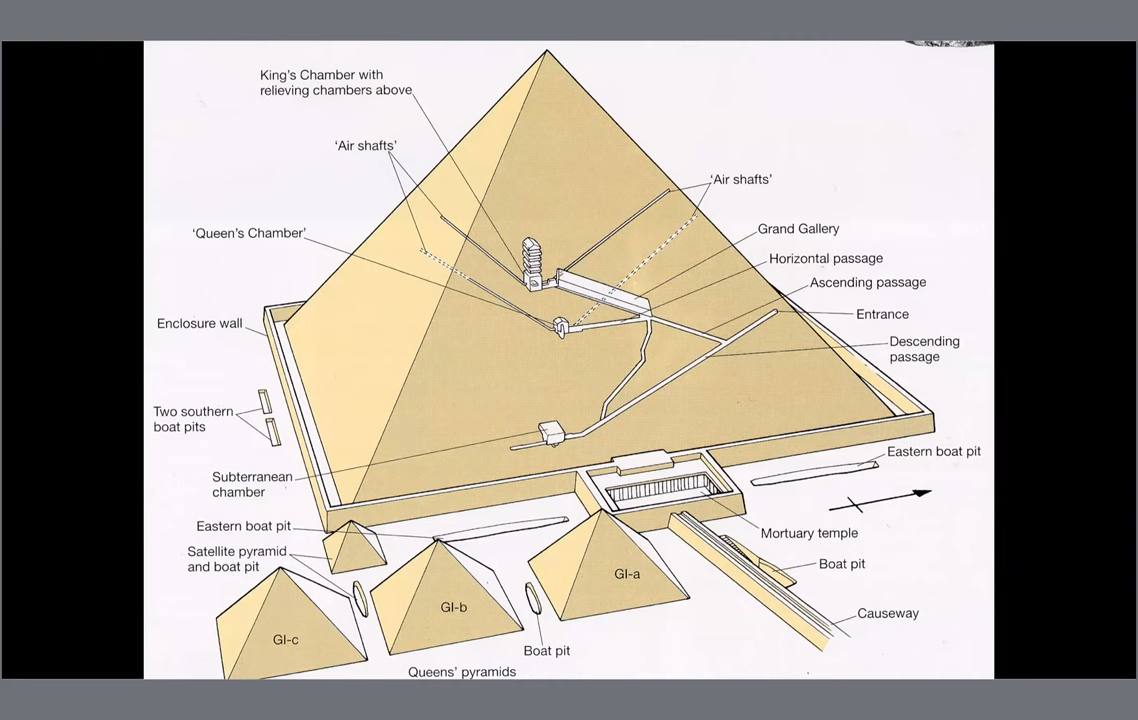 King's Chamber with
relieving chambers above
'Air shafts'
'Air shafts'
'Queen's Chamber'
Grand Gallery
Horizontal passage
Ascending passage
Entrance
Enclosure wall
Descending
passage
Two southern
boat pits
Eastern boat pit
Subterranean
chamber
Eastern boat pit
Mortuary temple
Satellite pyramid
and boat pit
Boat pit
GI-a
GI-b
Causeway
GI-c
Boat pit
Queens' pyramids